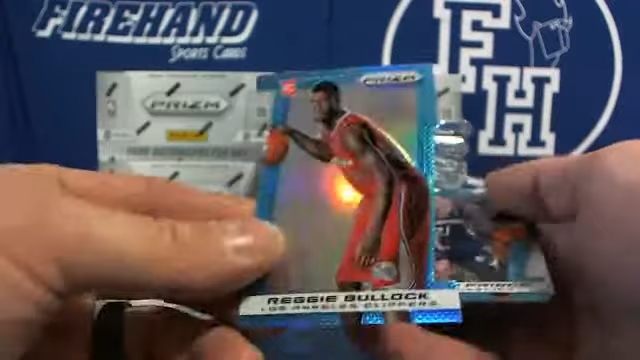 FIREHAND
Sports Cards
FH
PRIZM
PRIZM
REGGIE BULLOCK
LOS ANGELES CLIPPERS